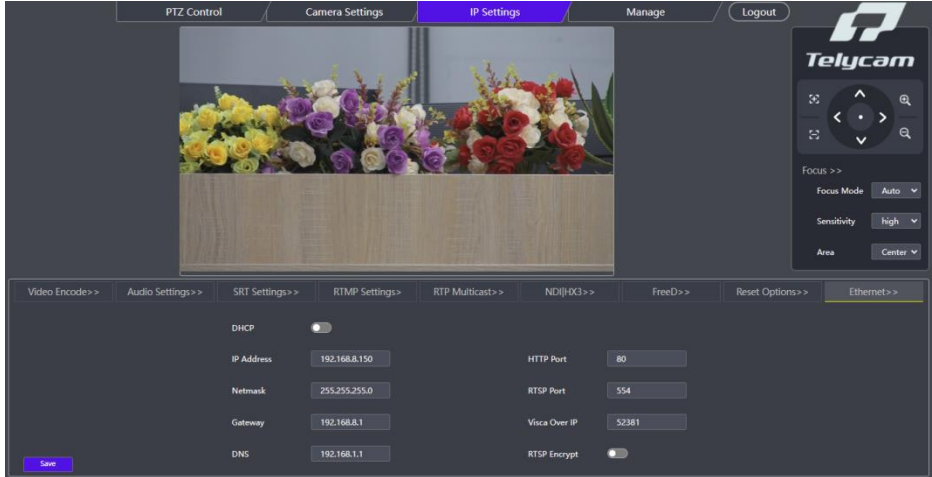 PTZ Control
Camera Settings
IP Settings
Manage
Logout
Telycam
Focus >>
Focus Mode Auto
Sensitivity high
Area Center
Video Encode>> Audio Settings>> SRT Settings>> RTMP Settings> RTP Multicast>> NDI|HX3>> FreeD>> Reset Options>> Ethernet>>
DHCP
IP Address 192.168.8.150 HTTP Port 80
Netmask 255.255.255.0 RTSP Port 554
Gateway 192.168.8.1 Visca Over IP 52381
DNS 192.168.1.1 RTSP Encrypt
Save